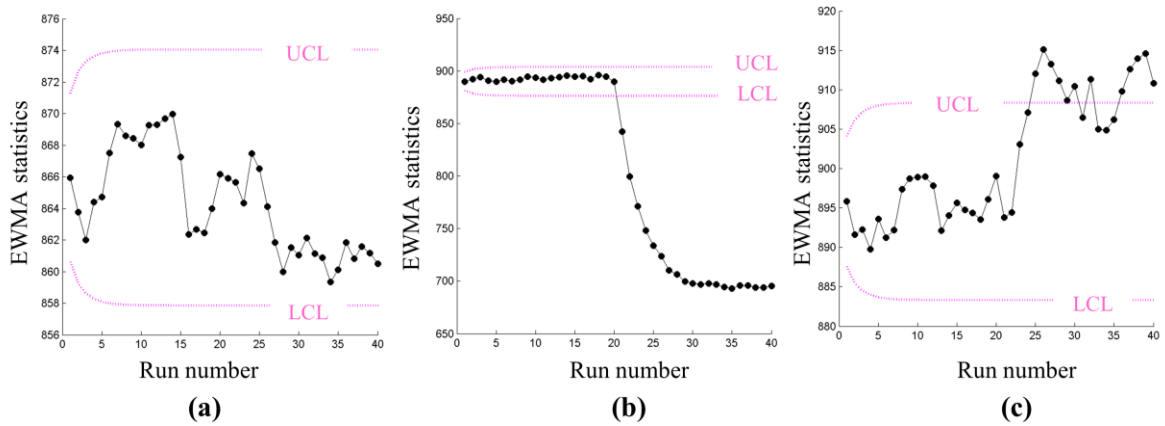 876
874
872
870
868
866
864
862
860
858
856
EWMA statistics
UCL
LCL
0 5 10 15 20 25 30 35 40
Run number
(a)
950
900
850
800
750
700
650
EWMA statistics
UCL
LCL
0 5 10 15 20 25 30 35 40
Run number
(b)
920
915
910
905
900
895
890
885
880
EWMA statistics
UCL
LCL
0 5 10 15 20 25 30 35 40
Run number
(c)